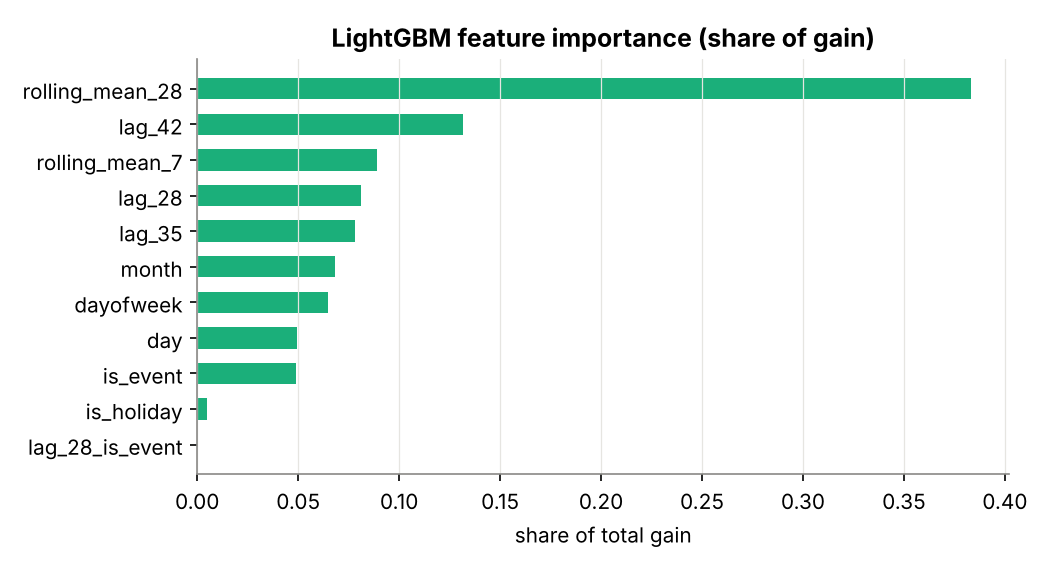 LightGBM feature importance (share of gain)
rolling_mean_28
lag_42
rolling_mean_7
lag_28
lag_35
month
dayofweek
day
is_event
is_holiday
lag_28_is_event
0.00 0.05 0.10 0.15 0.20 0.25 0.30 0.35 0.40
share of total gain